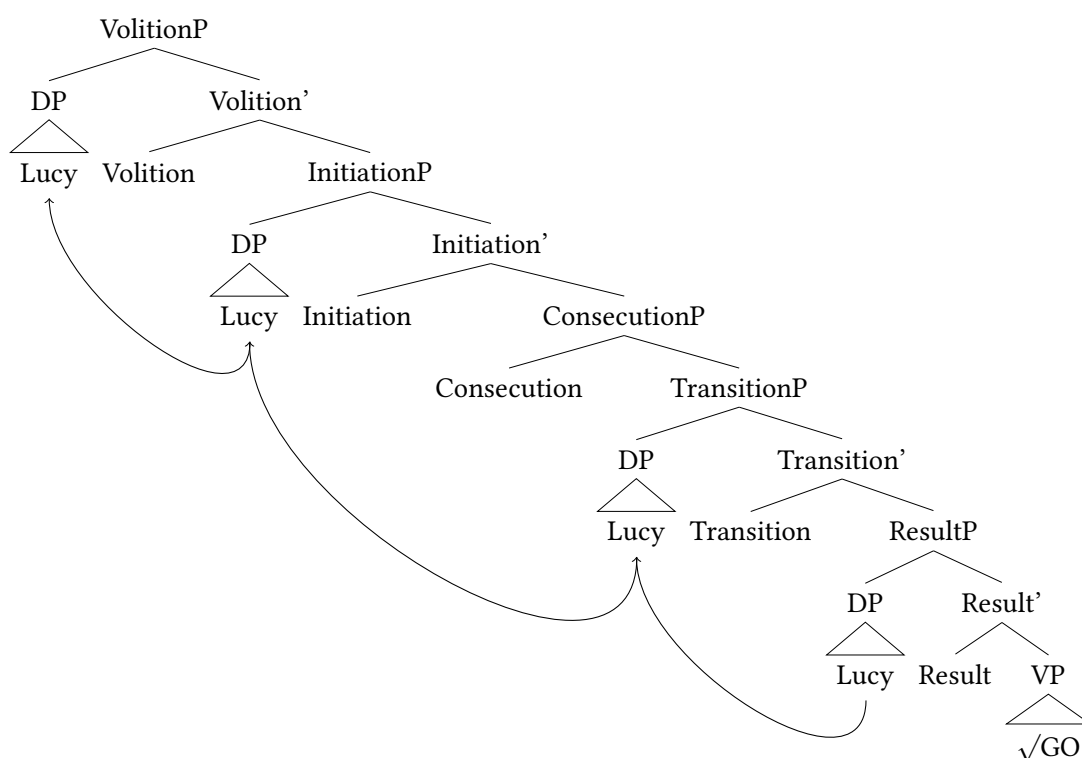 VolitionP
DP Volition’
Lucy Volition InitiationP
DP Initiation’
Lucy Initiation ConsecutionP
Consecution TransitionP
DP Transition’
Lucy Transition ResultP
DP Result’
Lucy Result VP
√GO